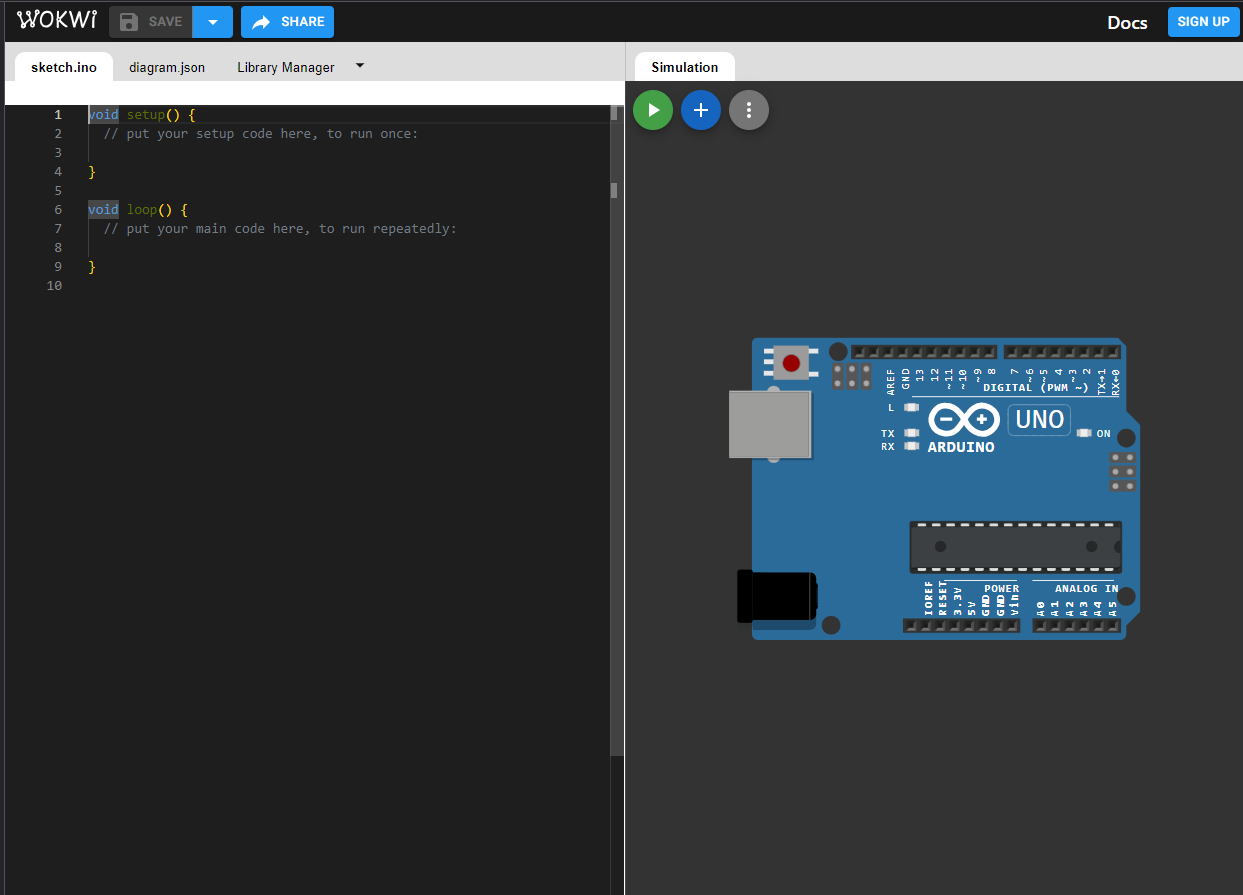 WOKWI SAVE SHARE Docs SIGN UP
sketch.ino diagram.json Library Manager Simulation
1 void setup() {
2 // put your setup code here, to run once:
3
4 }
5
6 void loop() {
7 // put your main code here, to run repeatedly:
8
9 }
10
AREF GND 13 12 ~11 ~10 ~9 8 7 ~6 ~5 4 ~3 2 TX→1 RX←0
DIGITAL (PWM ~)
L
UNO
TX
ON
RX
ARDUINO
POWER ANALOG IN
IOREF RESET 3.3V 5V GND GND Vin A0 A1 A2 A3 A4 A5